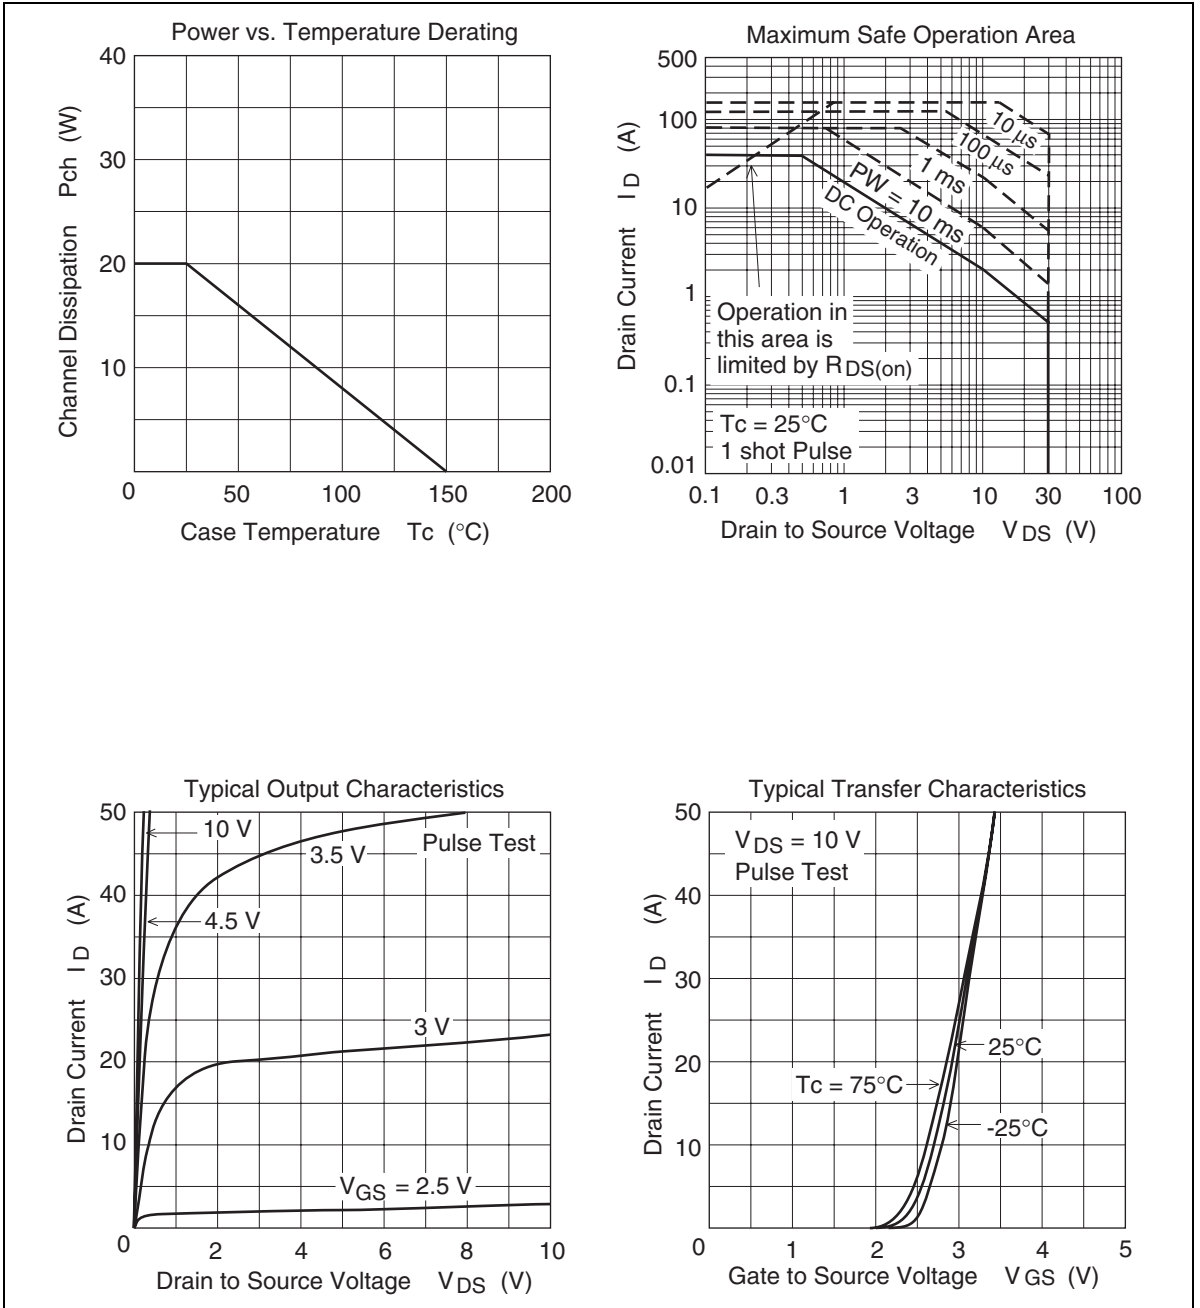 Power vs. Temperature Derating
40
30
20
10
0
50
100
150
200
Channel Dissipation Pch (W)
Case Temperature Tc (°C)
Maximum Safe Operation Area
500
100
10
1
0.1
0.01
0.1
0.3
1
3
10
30
100
Drain Current I D (A)
10 μs
100 μs
1 ms
PW = 10 ms
DC Operation
Operation in
this area is
limited by R DS(on)
Tc = 25°C
1 shot Pulse
Drain to Source Voltage V DS (V)
Typical Output Characteristics
50
40
30
20
10
0
2
4
6
8
10
Drain Current I D (A)
10 V
4.5 V
3.5 V
Pulse Test
3 V
VGS = 2.5 V
Drain to Source Voltage V DS (V)
Typical Transfer Characteristics
50
40
30
20
10
0
1
2
3
4
5
Drain Current I D (A)
V DS = 10 V
Pulse Test
25°C
Tc = 75°C
-25°C
Gate to Source Voltage V GS (V)